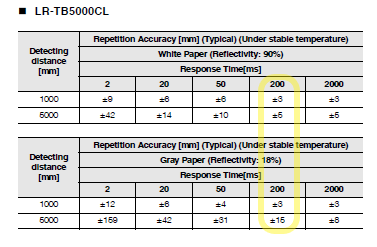 ■ LR-TB5000CL
Detecting distance [mm] Repetition Accuracy [mm] (Typical) (Under stable temperature)
White Paper (Reflectivity: 90%)
Response Time[ms]
2 20 50 200 2000
1000 ±9 ±6 ±6 ±3 ±3
5000 ±42 ±14 ±10 ±5 ±5
Detecting distance [mm] Repetition Accuracy [mm] (Typical) (Under stable temperature)
Gray Paper (Reflectivity: 18%)
Response Time[ms]
2 20 50 200 2000
1000 ±12 ±6 ±4 ±3 ±3
5000 ±159 ±42 ±31 ±15 ±6